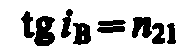 tg i_B = n_21